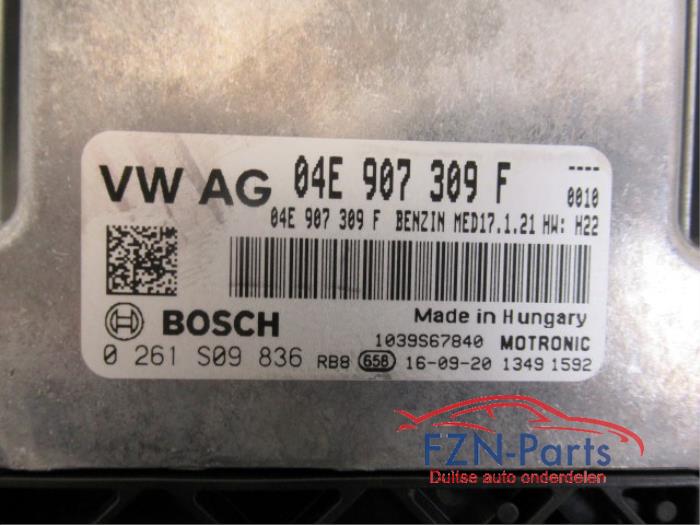 VW AG 04E 907 309 F ----
0010
04E 907 309 F BENZIN MED17.1.21 HW: H22
Made in Hungary
BOSCH 1039S67840 MOTRONIC
0 261 S09 836 RB8 658 16-09-20 1349 1592
FZN-Parts
Duitse auto onderdelen